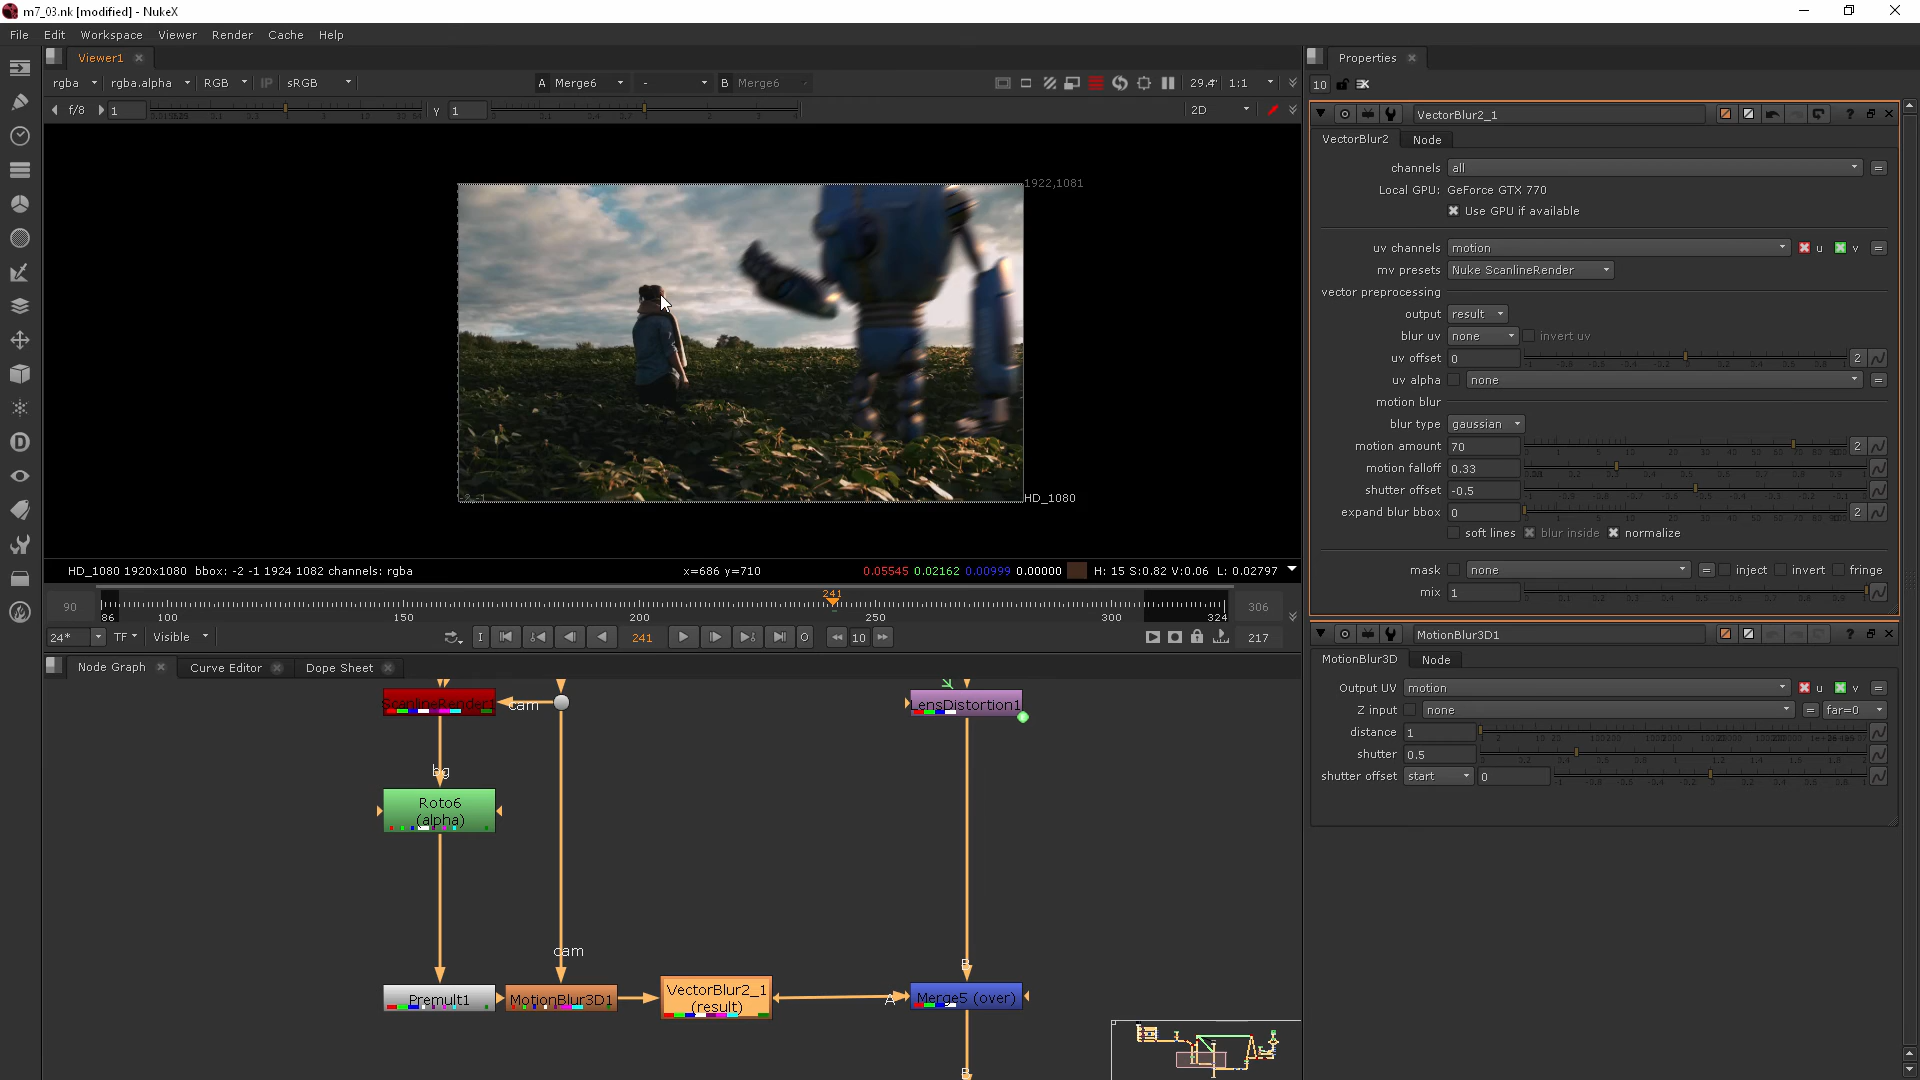 m7_03.nk [modified] - NukeX
File Edit Workspace Viewer Render Cache Help
Viewer1
rgba rgba.alpha RGB IP sRGB A Merge6 - B Merge6 29.4 1:1
f/8 1 Y 1 2D
1922,1081
HD_1080
HD_1080 1920x1080 bbox: -2 -1 1924 1082 channels: rgba x=686 y=710 0.05545 0.02162 0.00999 0.00000 H: 15 S:0.82 V:0.06 L: 0.02797
90 241 306
86 100 150 200 250 300 324
24* TF Visible I 241 O 10 217
Node Graph Curve Editor Dope Sheet
ScanlineRender1 cam LensDistortion1
bg
Roto6
(alpha)
cam B
Premult1 MotionBlur3D1 VectorBlur2_1
(result) A Merge5 (over)
B
Properties
10
VectorBlur2_1
VectorBlur2 Node
channels all =
Local GPU: GeForce GTX 770
Use GPU if available
uv channels motion u v =
mv presets Nuke ScanlineRender
vector preprocessing
output result
blur uv none invert uv
uv offset 0 2
uv alpha none =
motion blur
blur type gaussian
motion amount 70 2
motion falloff 0.33
shutter offset -0.5
expand blur bbox 0 2
soft lines blur inside normalize
mask none = inject invert fringe
mix 1
MotionBlur3D1
MotionBlur3D Node
Output UV motion u v =
Z input none = far=0
distance 1
shutter 0.5
shutter offset start 0